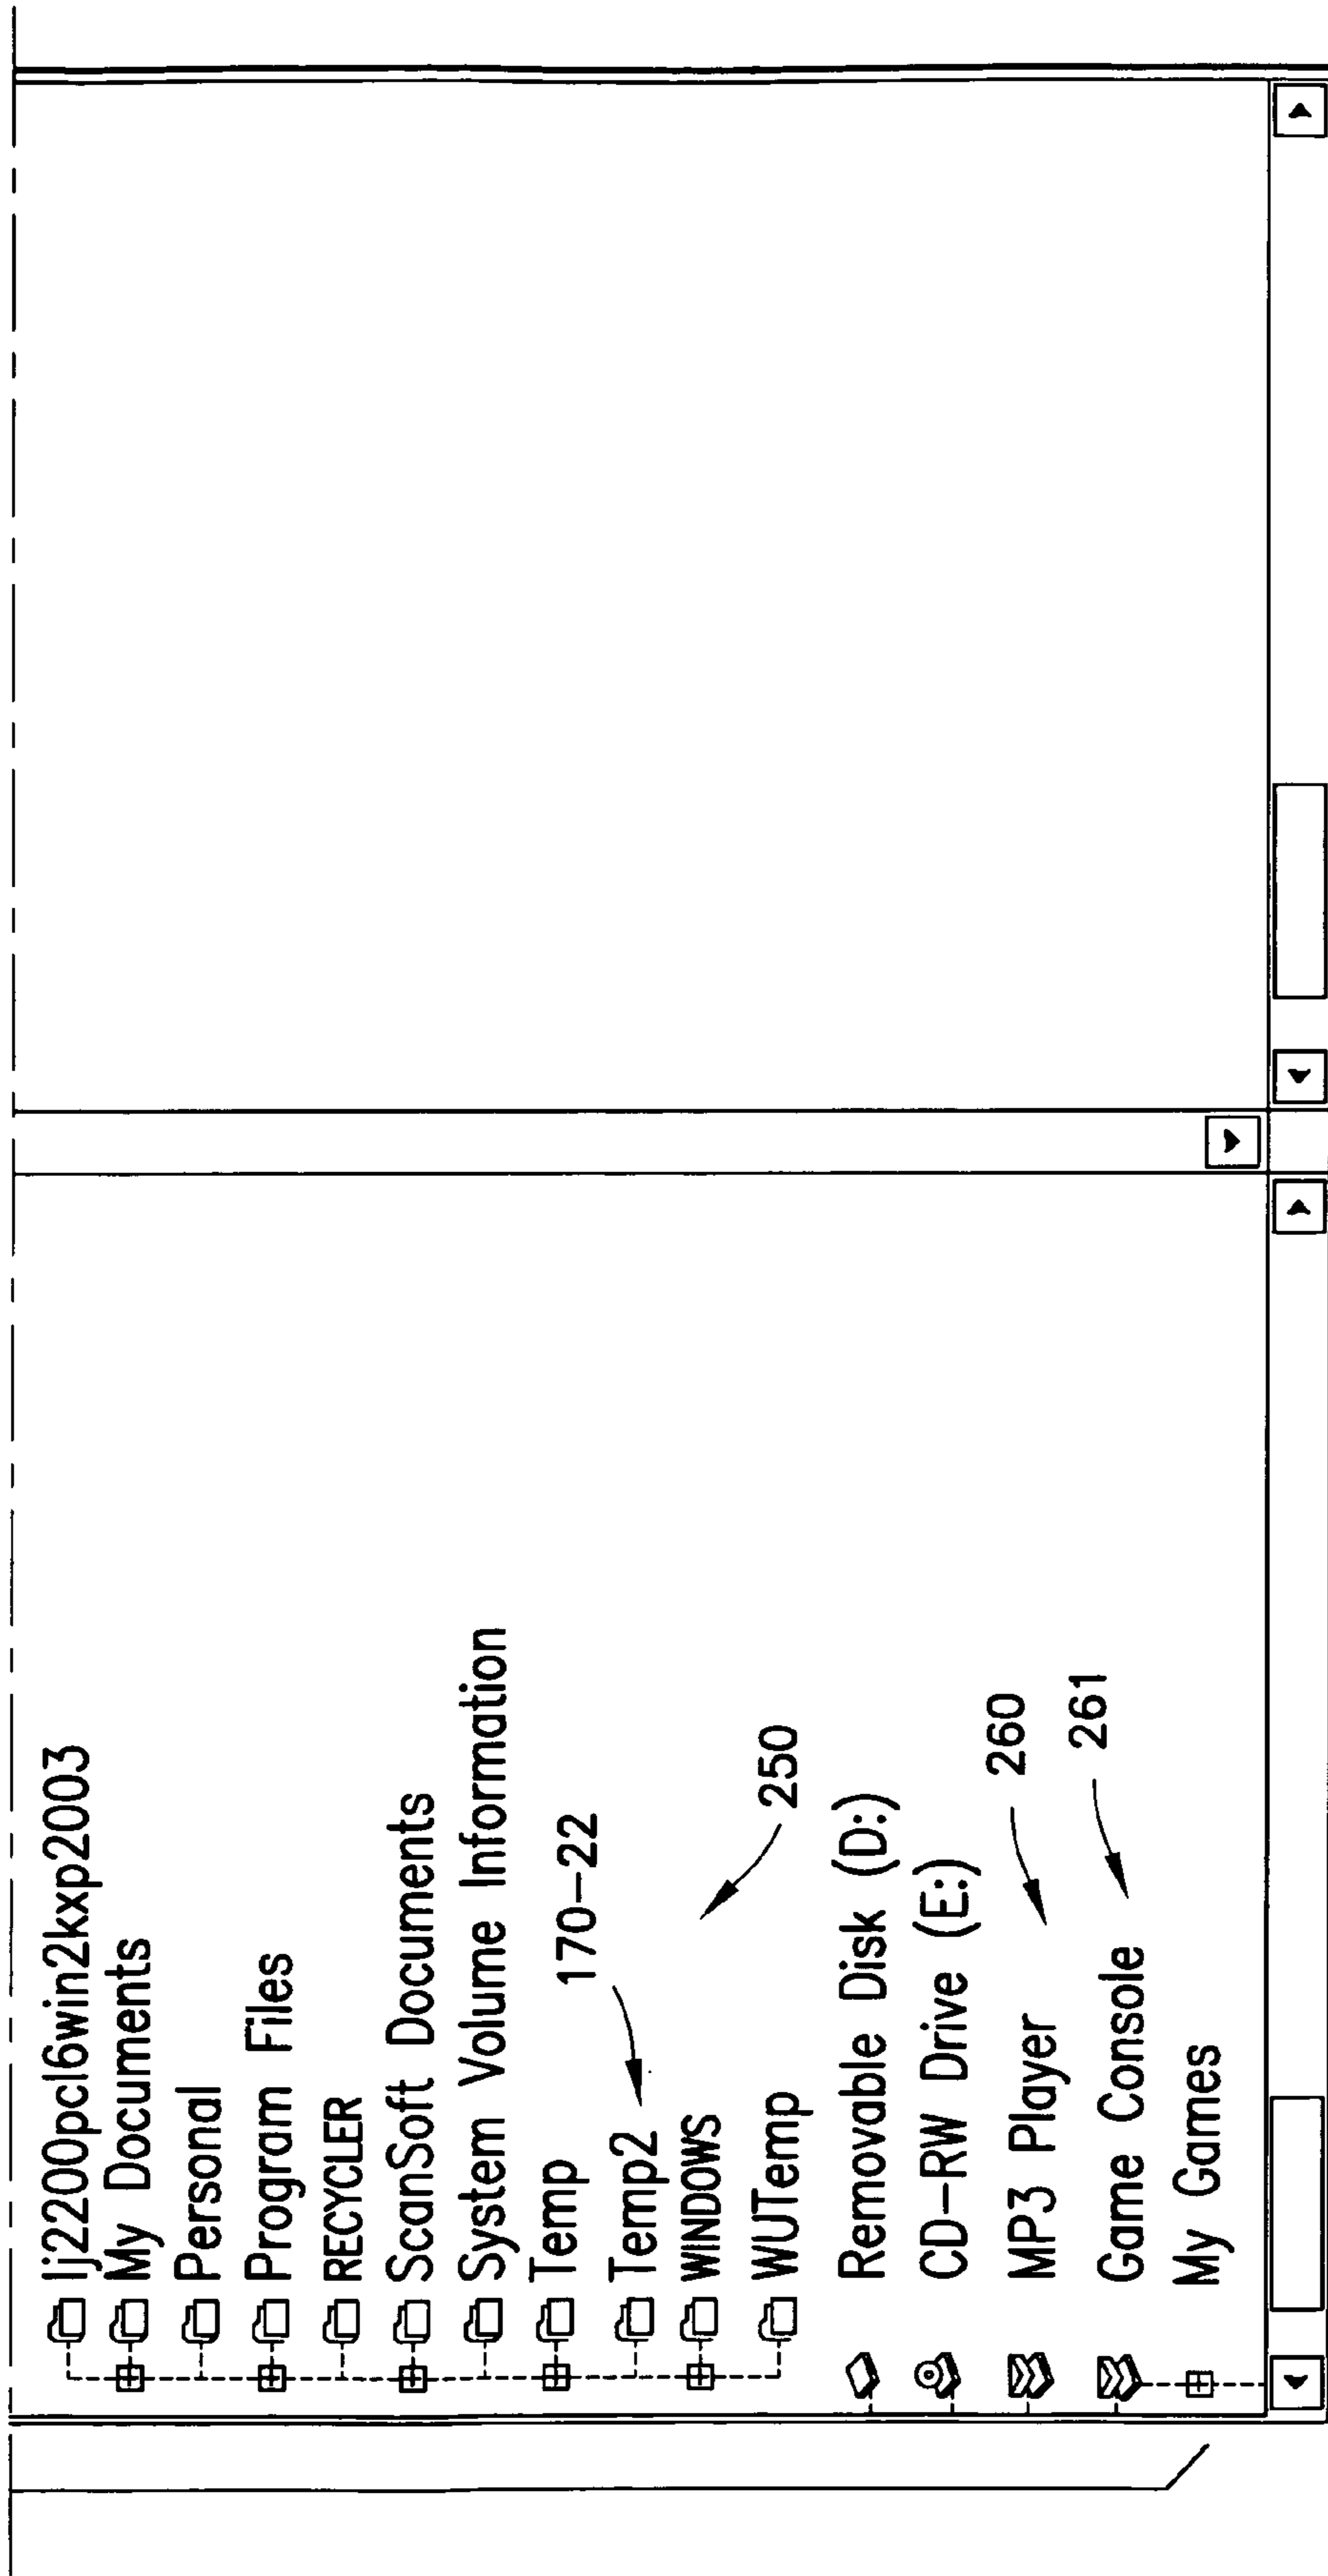 lj2200pcl6win2kxp2003
My Documents
Personal
Program Files
RECYCLER
ScanSoft Documents
System Volume Information
Temp
170-22
Temp2
WINDOWS
250
WUTemp
Removable Disk (D:)
CD-RW Drive (E:)
260
MP3 Player
261
Game Console
My Games